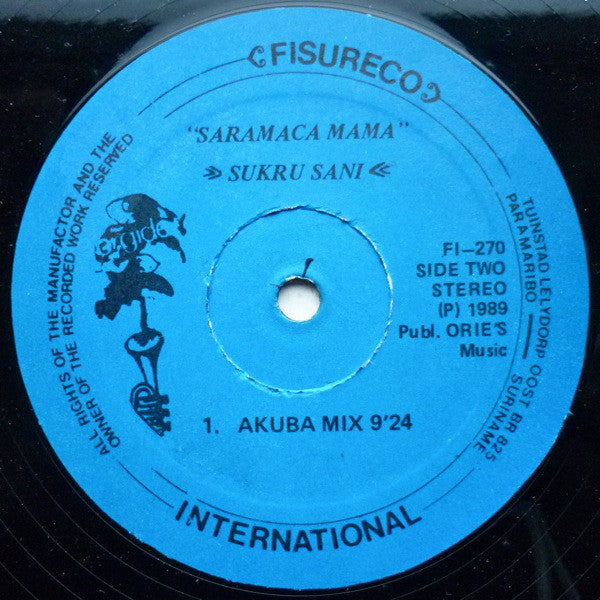 FISURECO
"SARAMACA MAMA"
SUKRU SANI
FI–270
SIDE TWO
STEREO
(P) 1989
Publ. ORIE'S
Music
1. AKUBA MIX 9'24
INTERNATIONAL
ALL RIGHTS OF THE MANUFACTOR AND THE
OWNER OF THE RECORDED WORK RESERVED
TUINSTAD LELYDORP OOST BR 825
PARAMARIBO — SURINAME